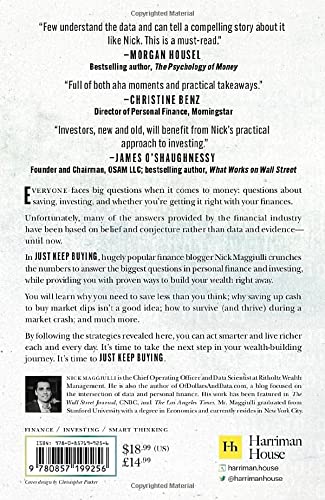 "Few understand the data and can tell a compelling story about it
like Nick. This is a must-read."
—MORGAN HOUSEL
Bestselling author, The Psychology of Money
"Full of both aha moments and practical takeaways."
—CHRISTINE BENZ
Director of Personal Finance, Morningstar
"Investors, new and old, will benefit from Nick's practical
approach to investing."
—JAMES O'SHAUGHNESSY
Founder and Chairman, OSAM LLC; bestselling author, What Works on Wall Street
EVERYONE faces big questions when it comes to money: questions about
saving, investing, and whether you're getting it right with your finances.
Unfortunately, many of the answers provided by the financial industry
have been based on belief and conjecture rather than data and evidence—
until now.
In JUST KEEP BUYING, hugely popular finance blogger Nick Maggiulli crunches
the numbers to answer the biggest questions in personal finance and investing,
while providing you with proven ways to build your wealth right away.
You will learn why you need to save less than you think; why saving up cash
to buy market dips isn't a good idea; how to survive (and thrive) during a
market crash; and much more.
By following the strategies revealed here, you can act smarter and live richer
each and every day. It's time to take the next step in your wealth-building
journey. It's time to JUST KEEP BUYING.
NICK MAGGIULLI is the Chief Operating Officer and Data Scientist at Ritholtz Wealth
Management. He is also the author of OfDollarsAndData.com, a blog focused on
the intersection of data and personal finance. His work has been featured in The
Wall Street Journal, CNBC, and The Los Angeles Times. Mr. Maggiulli graduated from
Stanford University with a degree in Economics and currently resides in New York City.
FINANCE / INVESTING / SMART THINKING
ISBN: 978-0-85719-925-6
9 780857 199256
$18.99 (US)
£14.99
Hh
Harriman
House
harriman.house
@harrimanhouse
Cover design by Christopher Parker